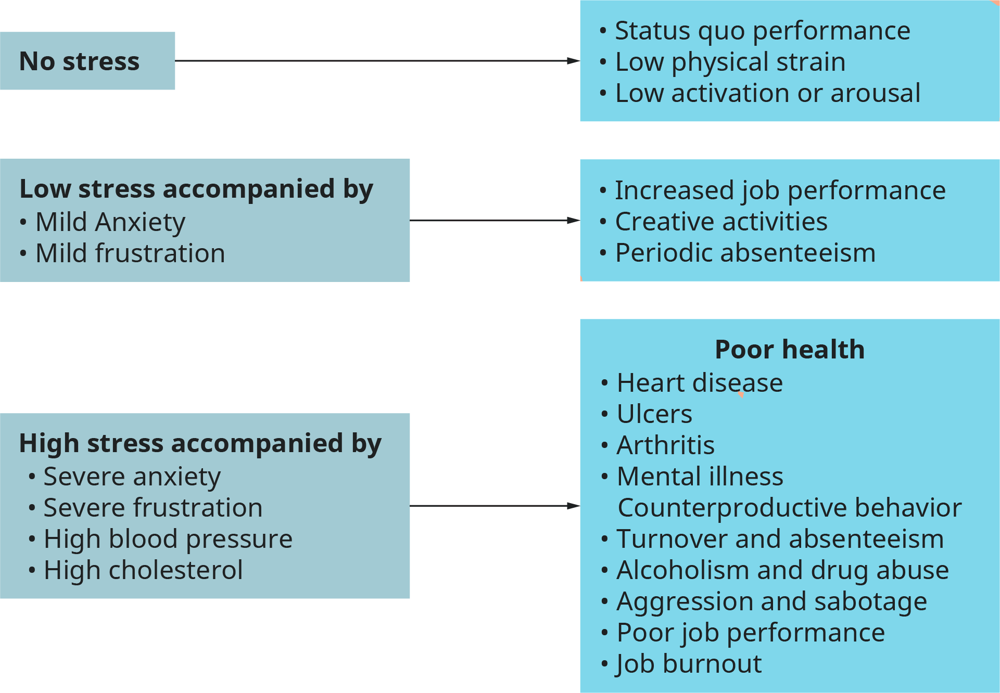 No stress
• Status quo performance
• Low physical strain
• Low activation or arousal
Low stress accompanied by
• Mild Anxiety
• Mild frustration
• Increased job performance
• Creative activities
• Periodic absenteeism
High stress accompanied by
• Severe anxiety
• Severe frustration
• High blood pressure
• High cholesterol
Poor health
• Heart disease
• Ulcers
• Arthritis
• Mental illness
Counterproductive behavior
• Turnover and absenteeism
• Alcoholism and drug abuse
• Aggression and sabotage
• Poor job performance
• Job burnout